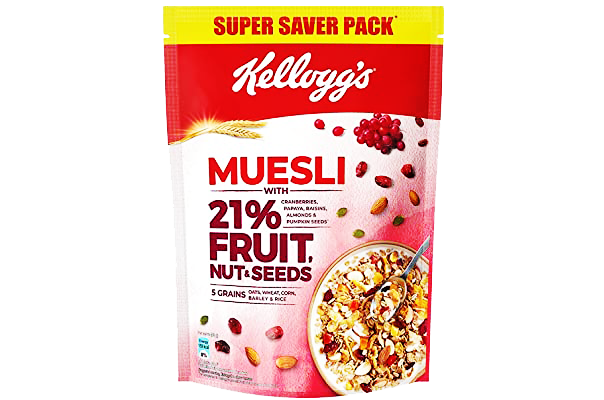 SUPER SAVER PACK*
Kellogg's
MUESLI
WITH
21%
CRANBERRIES,
PAPAYA, RAISINS,
ALMONDS &
PUMPKIN SEEDS*
FRUIT,
NUT & SEEDS
5 GRAINS
OATS, WHEAT, CORN,
BARLEY & RICE